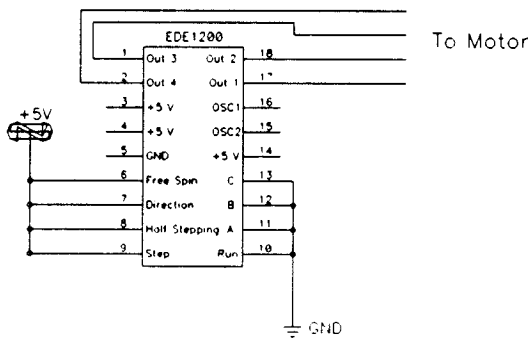 EDE1200
To Motor
1 Out 3 Out 2 18
2 Out 4 Out 1 17
3 +5 V OSC1 16
+5V
4 +5 V OSC2 15
5 GND +5 V 14
6 Free Spin C 13
7 Direction B 12
8 Half Stepping A 11
9 Step Run 10
GND